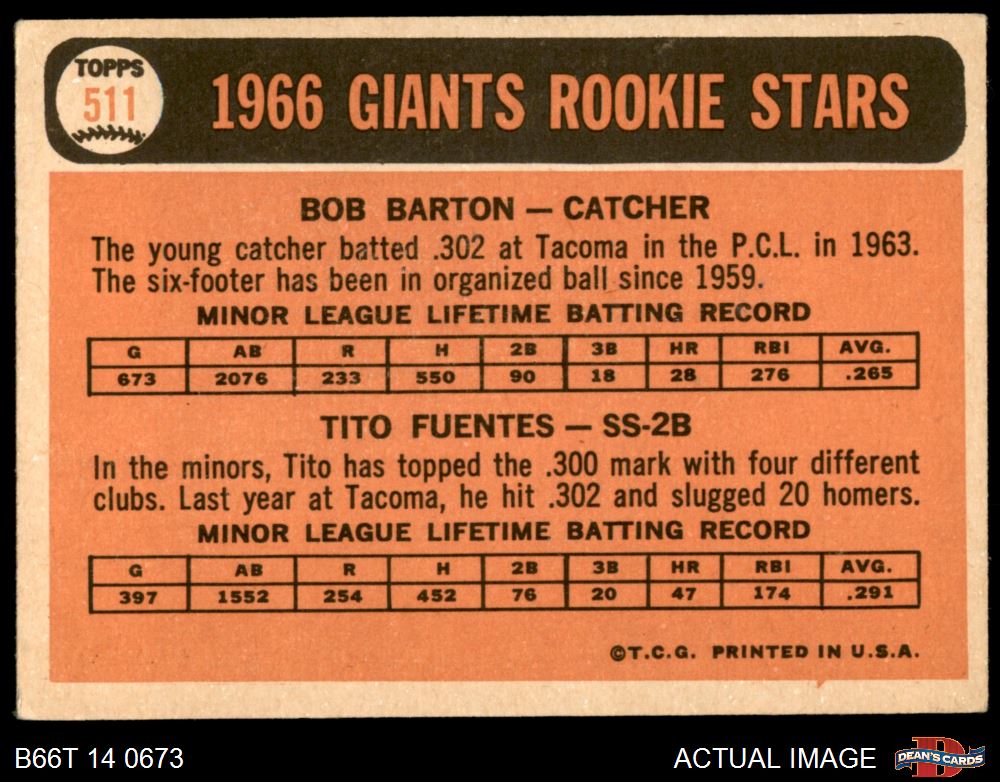 TOPPS
511
1966 GIANTS ROOKIE STARS
BOB BARTON — CATCHER
The young catcher batted .302 at Tacoma in the P.C.L. in 1963.
The six-footer has been in organized ball since 1959.
MINOR LEAGUE LIFETIME BATTING RECORD
G AB R H 2B 3B HR RBI AVG.
673 2076 233 550 90 18 28 276 .265
TITO FUENTES — SS-2B
In the minors, Tito has topped the .300 mark with four different
clubs. Last year at Tacoma, he hit .302 and slugged 20 homers.
MINOR LEAGUE LIFETIME BATTING RECORD
G AB R H 2B 3B HR RBI AVG.
397 1552 254 452 76 20 47 174 .291
©T.C.G. PRINTED IN U.S.A.
B66T 14 0673
ACTUAL IMAGE
D
DEAN'S CARDS